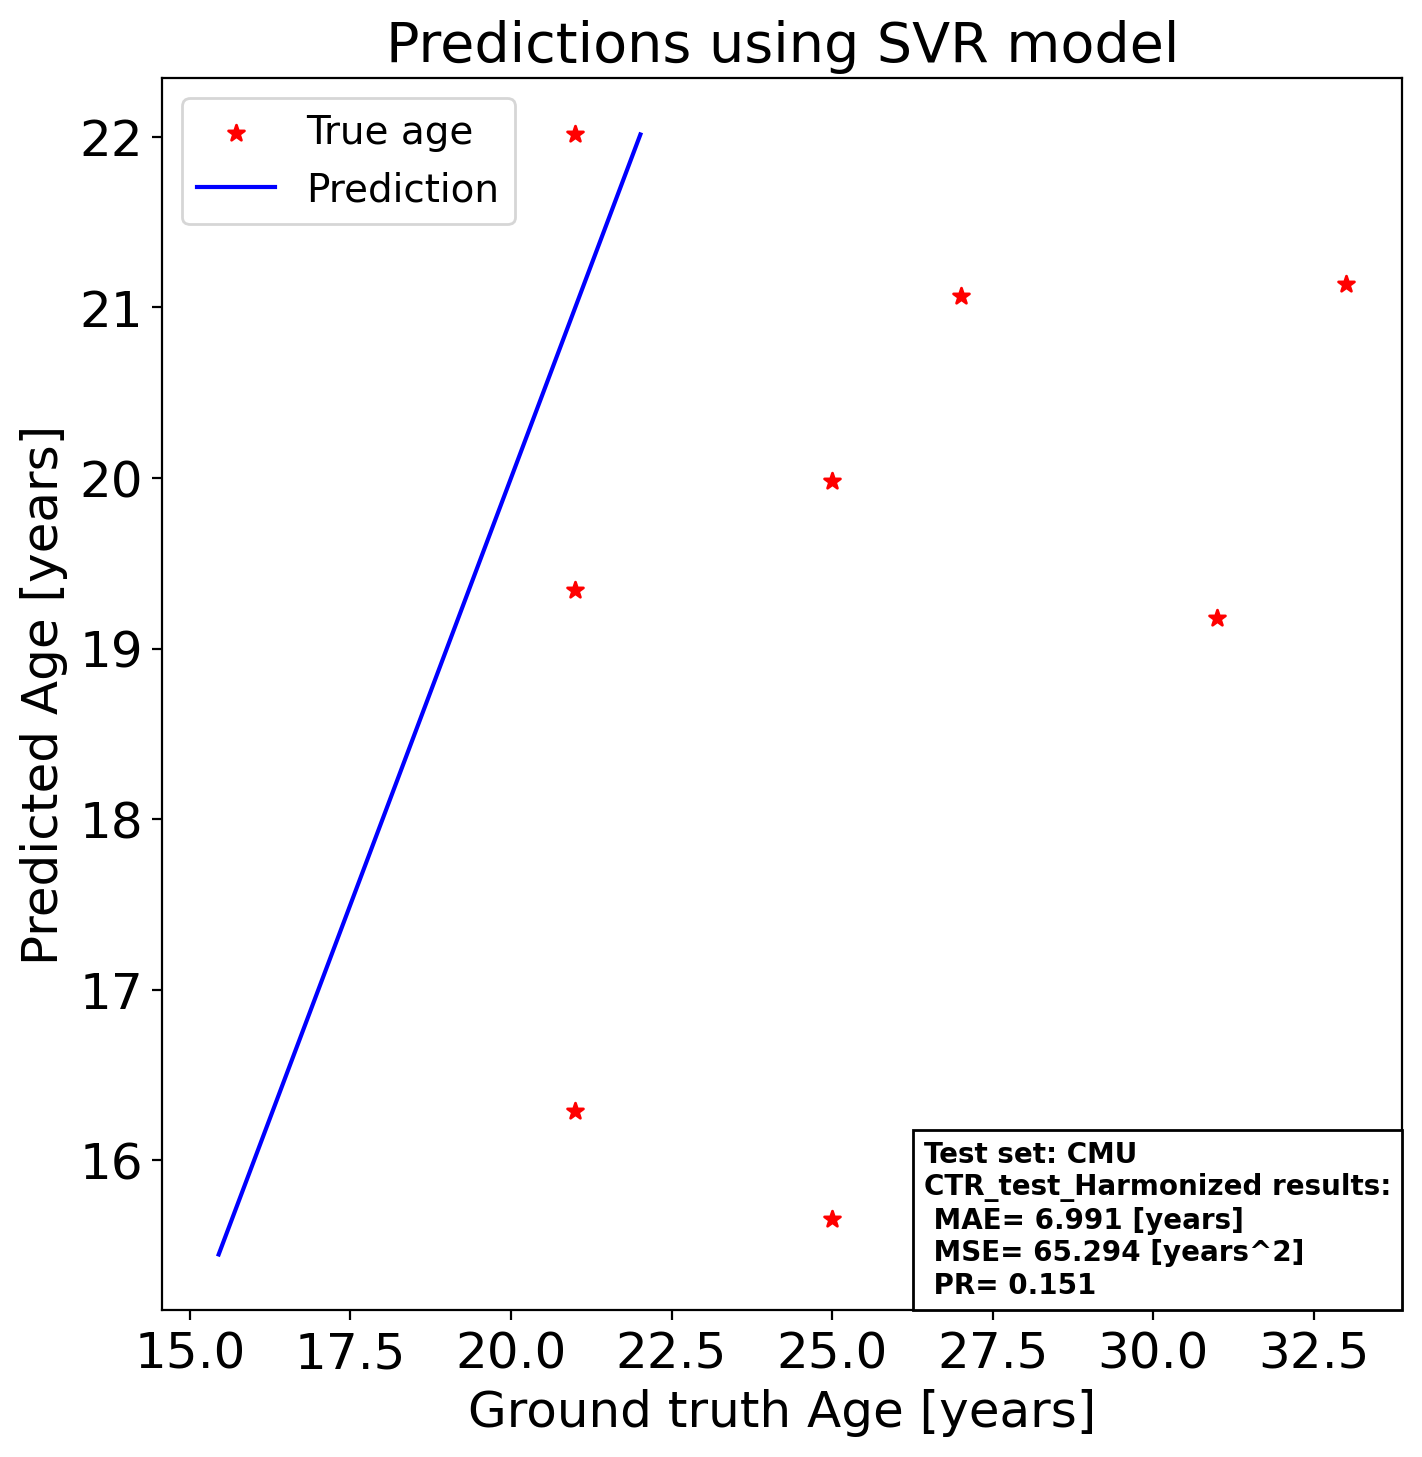 Predictions using SVR model
True age
Prediction
22
21
20
19
18
17
16
Predicted Age [years]
15.0 17.5 20.0 22.5 25.0 27.5 30.0 32.5
Ground truth Age [years]
Test set: CMU
CTR_test_Harmonized results:
MAE= 6.991 [years]
MSE= 65.294 [years^2]
PR= 0.151